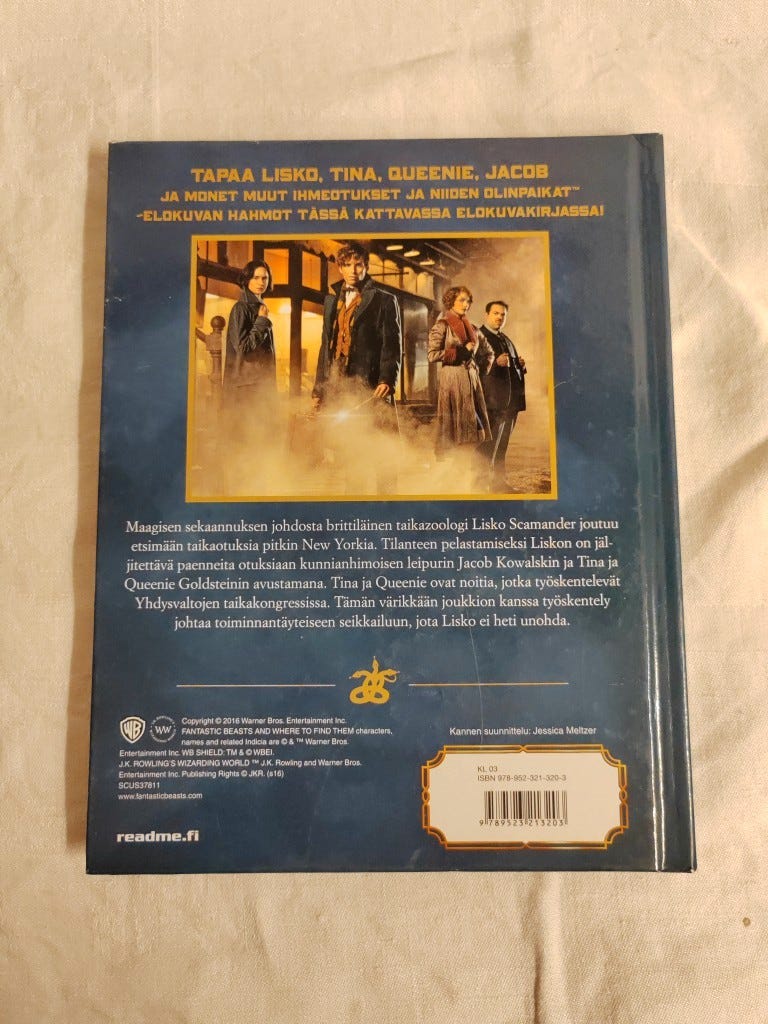 TAPAA LISKO, TINA, QUEENIE, JACOB
JA MONET MUUT IHMEOTUKSET JA NIIDEN OLINPAIKAT™
-ELOKUVAN HAHMOT TÄSSÄ KATTAVASSA ELOKUVAKIRJASSA!
Maagisen sekaannuksen johdosta brittiläinen taikazoologi Lisko Scamander joutuu
etsimään taikaotuksia pitkin New Yorkia. Tilanteen pelastamiseksi Liskon on jäl-
jitettävä paenneita otuksiaan kunnianhimoisen leipurin Jacob Kowalskin ja Tina ja
Queenie Goldsteinin avustamana. Tina ja Queenie ovat noitia, jotka työskentelevät
Yhdysvaltojen taikakongressissa. Tämän värikkään joukkion kanssa työskentely
johtaa toiminnantäyteiseen seikkailuun, jota Lisko ei heti unohda.
WB
WW
Copyright © 2016 Warner Bros. Entertainment Inc.
FANTASTIC BEASTS AND WHERE TO FIND THEM characters,
names and related Indicia are © & ™ Warner Bros.
Entertainment Inc. WB SHIELD: TM & © WBEI.
J.K. ROWLING'S WIZARDING WORLD ™ J.K. Rowling and Warner Bros.
Entertainment Inc. Publishing Rights © JKR. (s16)
SCUS37811
www.fantasticbeasts.com
readme.fi
Kannen suunnittelu: Jessica Meltzer
KL 03
ISBN 978-952-321-320-3
9 789523 213203